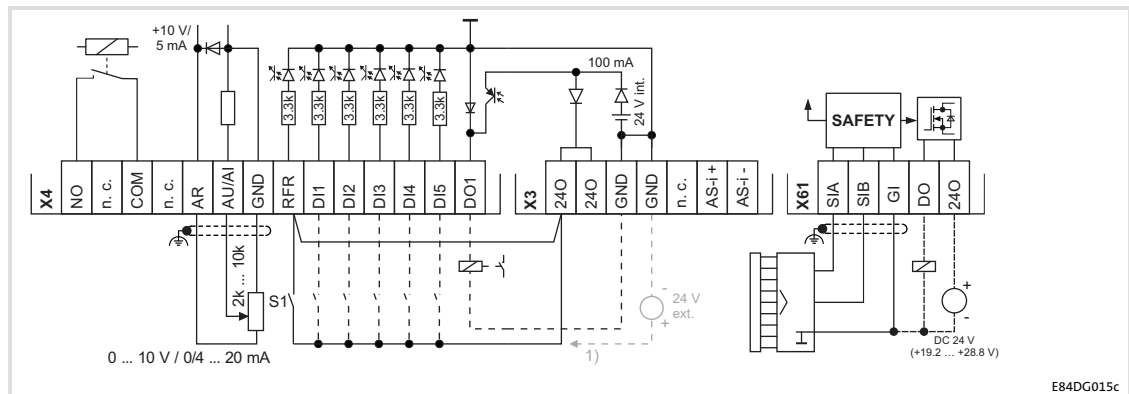 +10 V/
5 mA
100 mA
24 V int.
3.3k
3.3k
3.3k
3.3k
3.3k
3.3k
SAFETY
X4
NO
n. c.
COM
n. c.
AR
AU/AI
GND
RFR
DI1
DI2
DI3
DI4
DI5
DO1
X3
24O
24O
GND
GND
n. c.
AS-i +
AS-i -
X61
SIA
SIB
GI
DO
24O
2k ... 10k
S1
-
24 V
ext.
+
1)
+
-
DC 24 V
(+19.2 ... +28.8 V)
0 ... 10 V / 0/4 ... 20 mA
E84DG015c